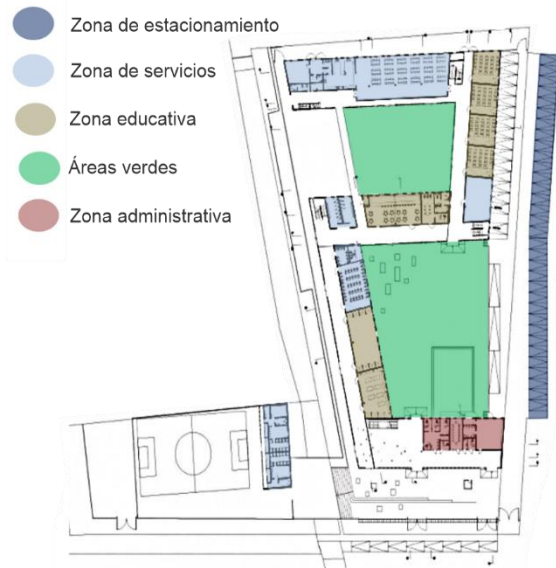 Zona de estacionamiento
Zona de servicios
Zona educativa
Áreas verdes
Zona administrativa